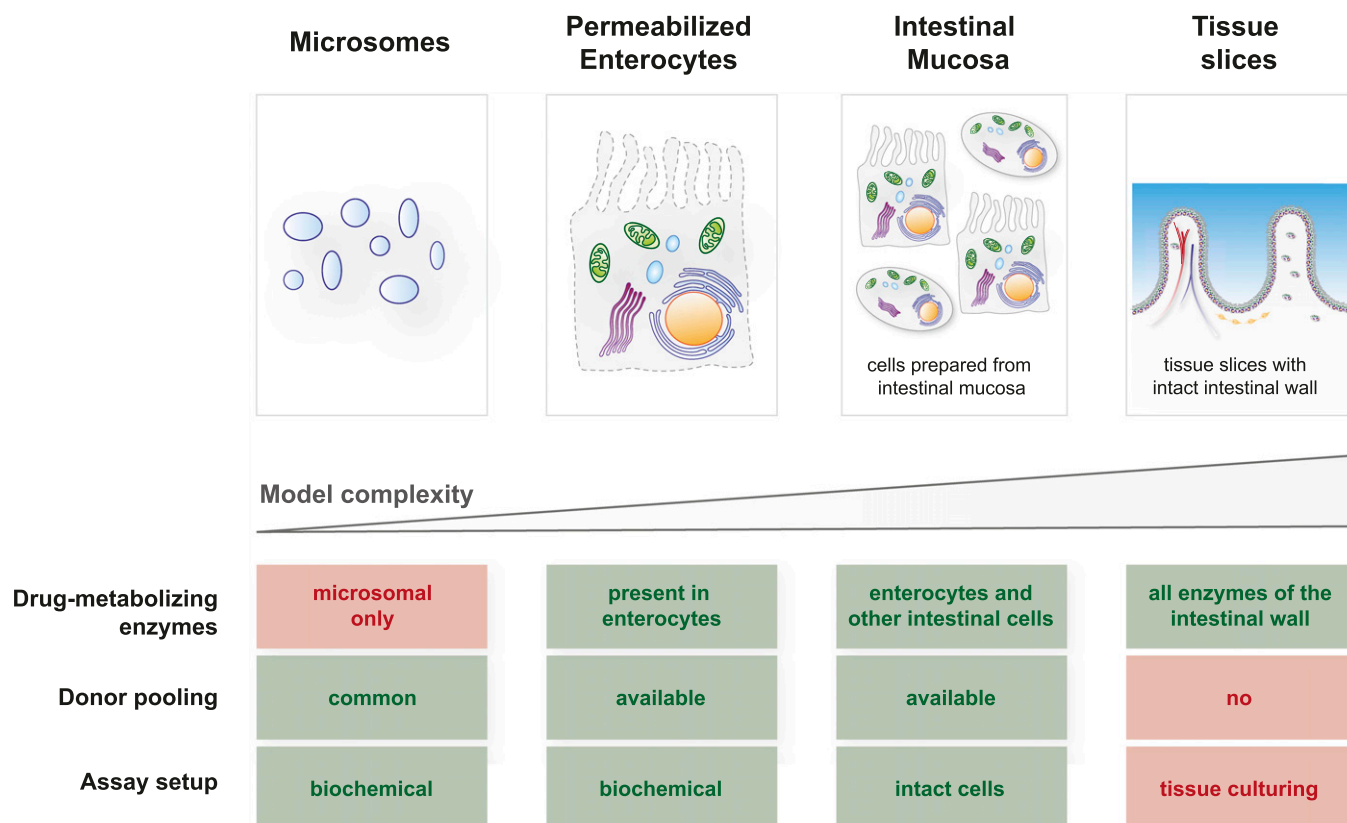 Microsomes
Permeabilized
Enterocytes
Intestinal
Mucosa
Tissue
slices
cells prepared from
intestinal mucosa
tissue slices with
intact intestinal wall
Model complexity
Drug-metabolizing
enzymes
microsomal
only
present in
enterocytes
enterocytes and
other intestinal cells
all enzymes of the
intestinal wall
Donor pooling
common
available
available
no
Assay setup
biochemical
biochemical
intact cells
tissue culturing